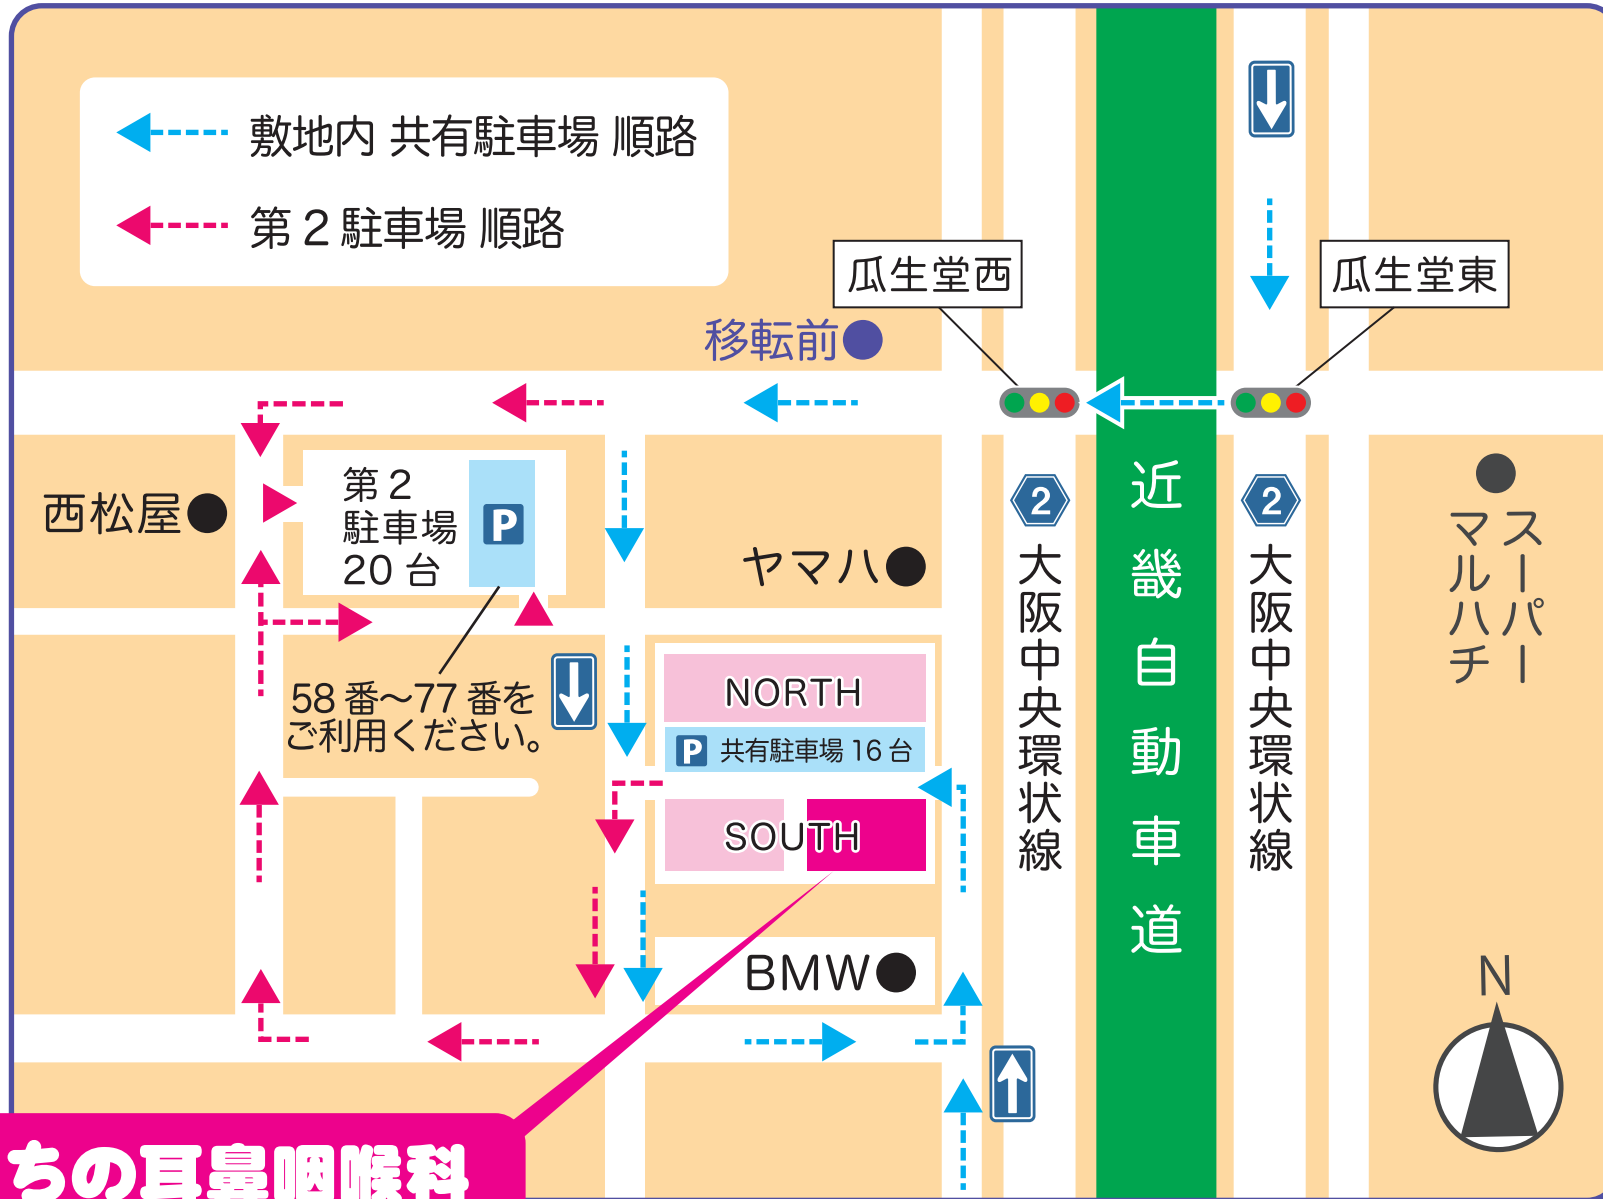 敷地内 共有駐車場 順路
第2駐車場 順路
瓜生堂西
瓜生堂東
移転前
西松屋
第2
駐車場
20台
P
58番～77番を
ご利用ください。
ヤマハ
NORTH
P 共有駐車場16台
SOUTH
BMW
2
大阪中央環状線
近畿自動車道
2
大阪中央環状線
スーパー
マルハチ
N
ちの耳鼻咽喉科